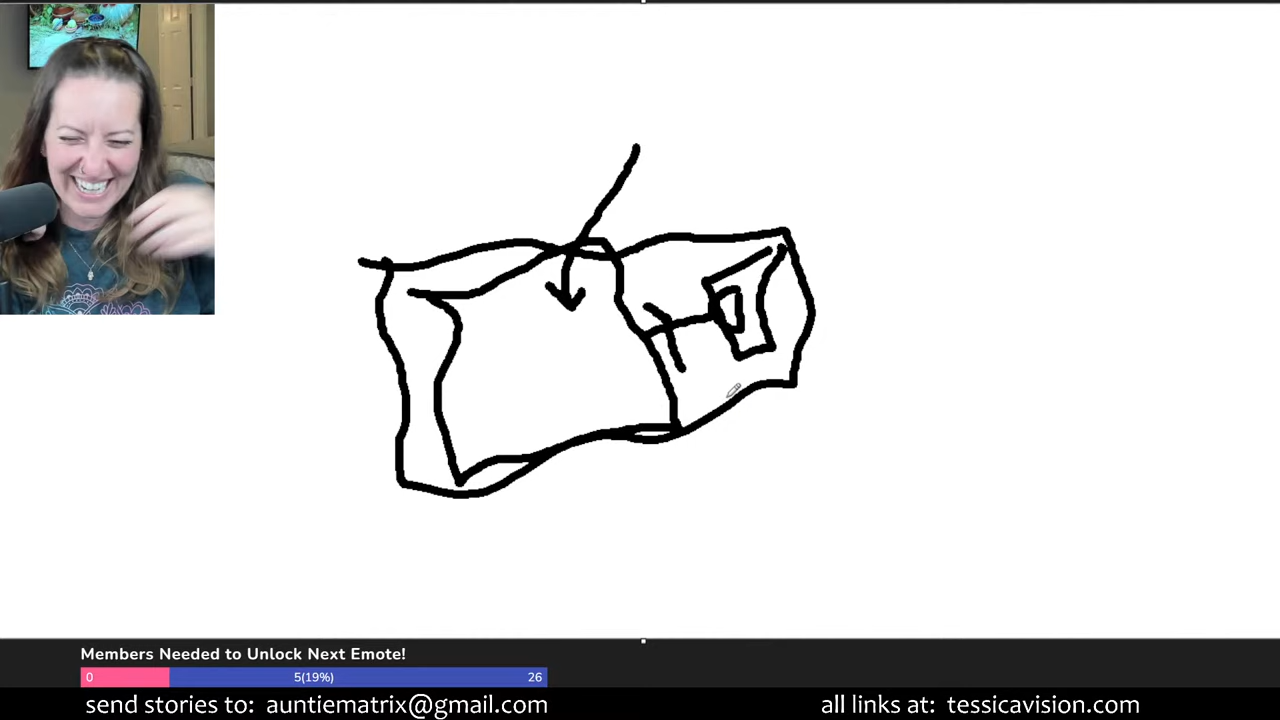 Members Needed to Unlock Next Emote!
0 5(19%) 26
send stories to: auntiematrix@gmail.com all links at: tessicavision.com